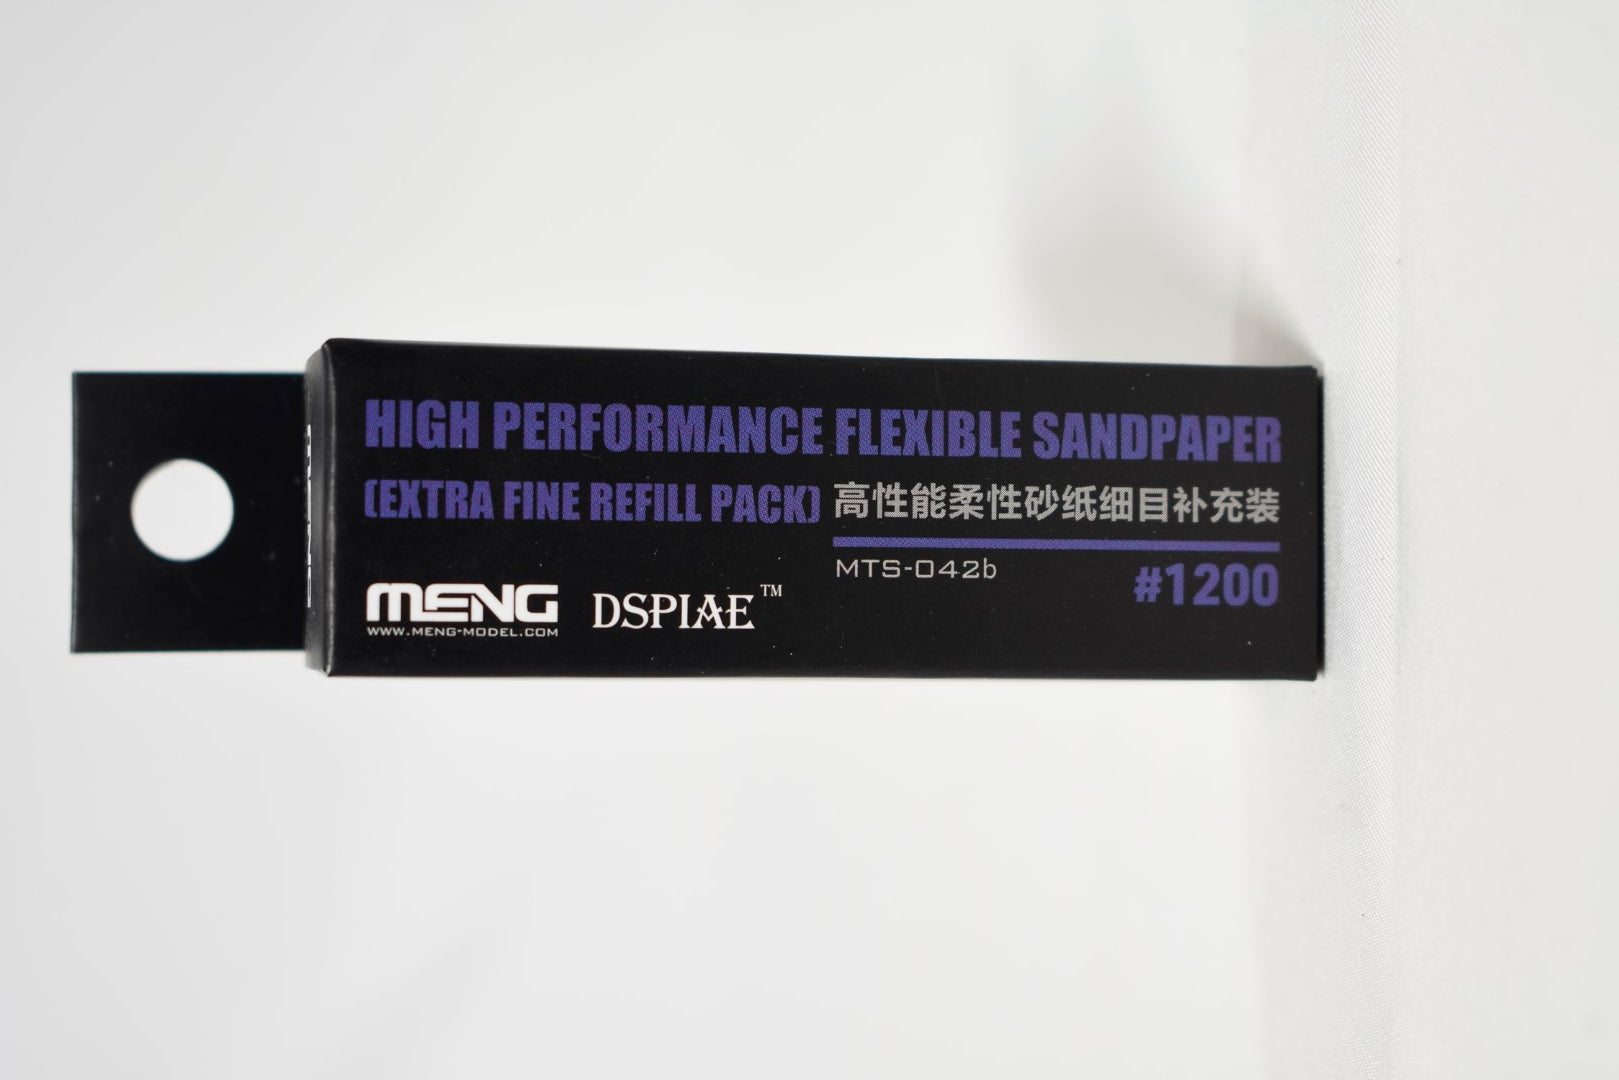 HIGH PERFORMANCE FLEXIBLE SANDPAPER
(EXTRA FINE REFILL PACK) 高性能柔性砂纸细目补充装
MTS-042b
#1200
MENG
WWW.MENG-MODEL.COM
DSPIAE™